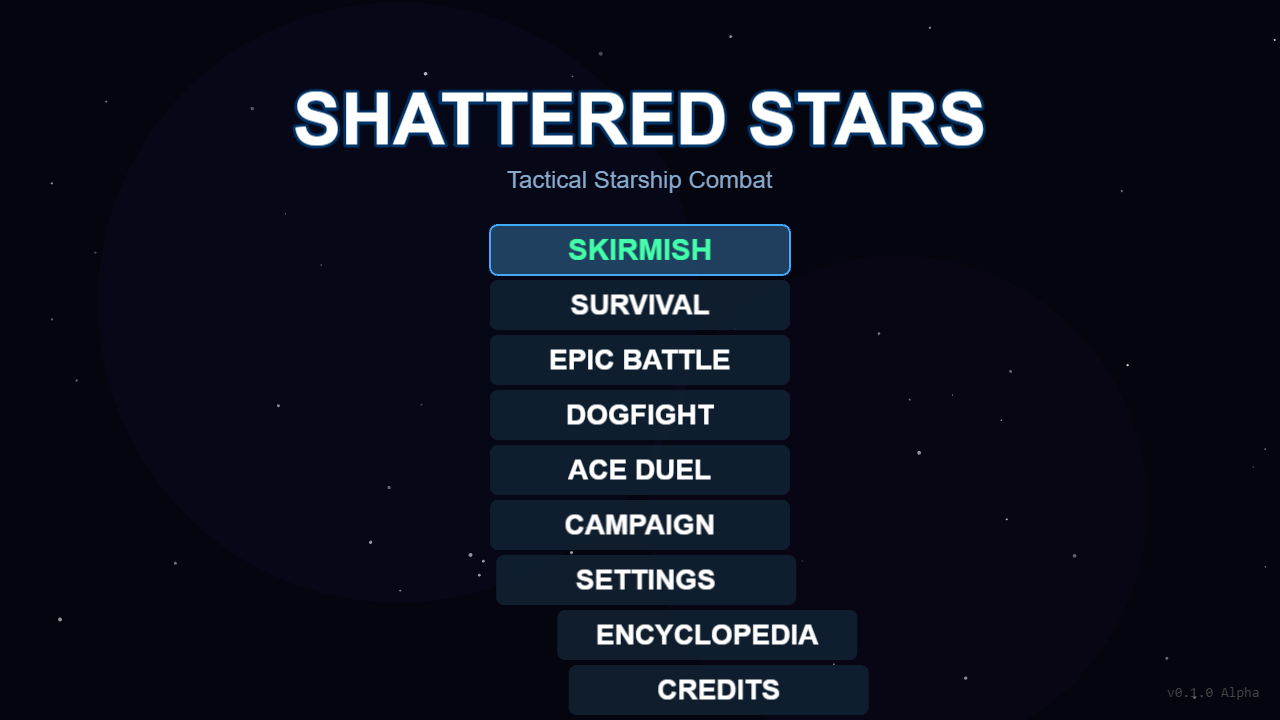 SHATTERED STARS
Tactical Starship Combat
SKIRMISH
SURVIVAL
EPIC BATTLE
DOGFIGHT
ACE DUEL
CAMPAIGN
SETTINGS
ENCYCLOPEDIA
CREDITS
v0.1.0 Alpha